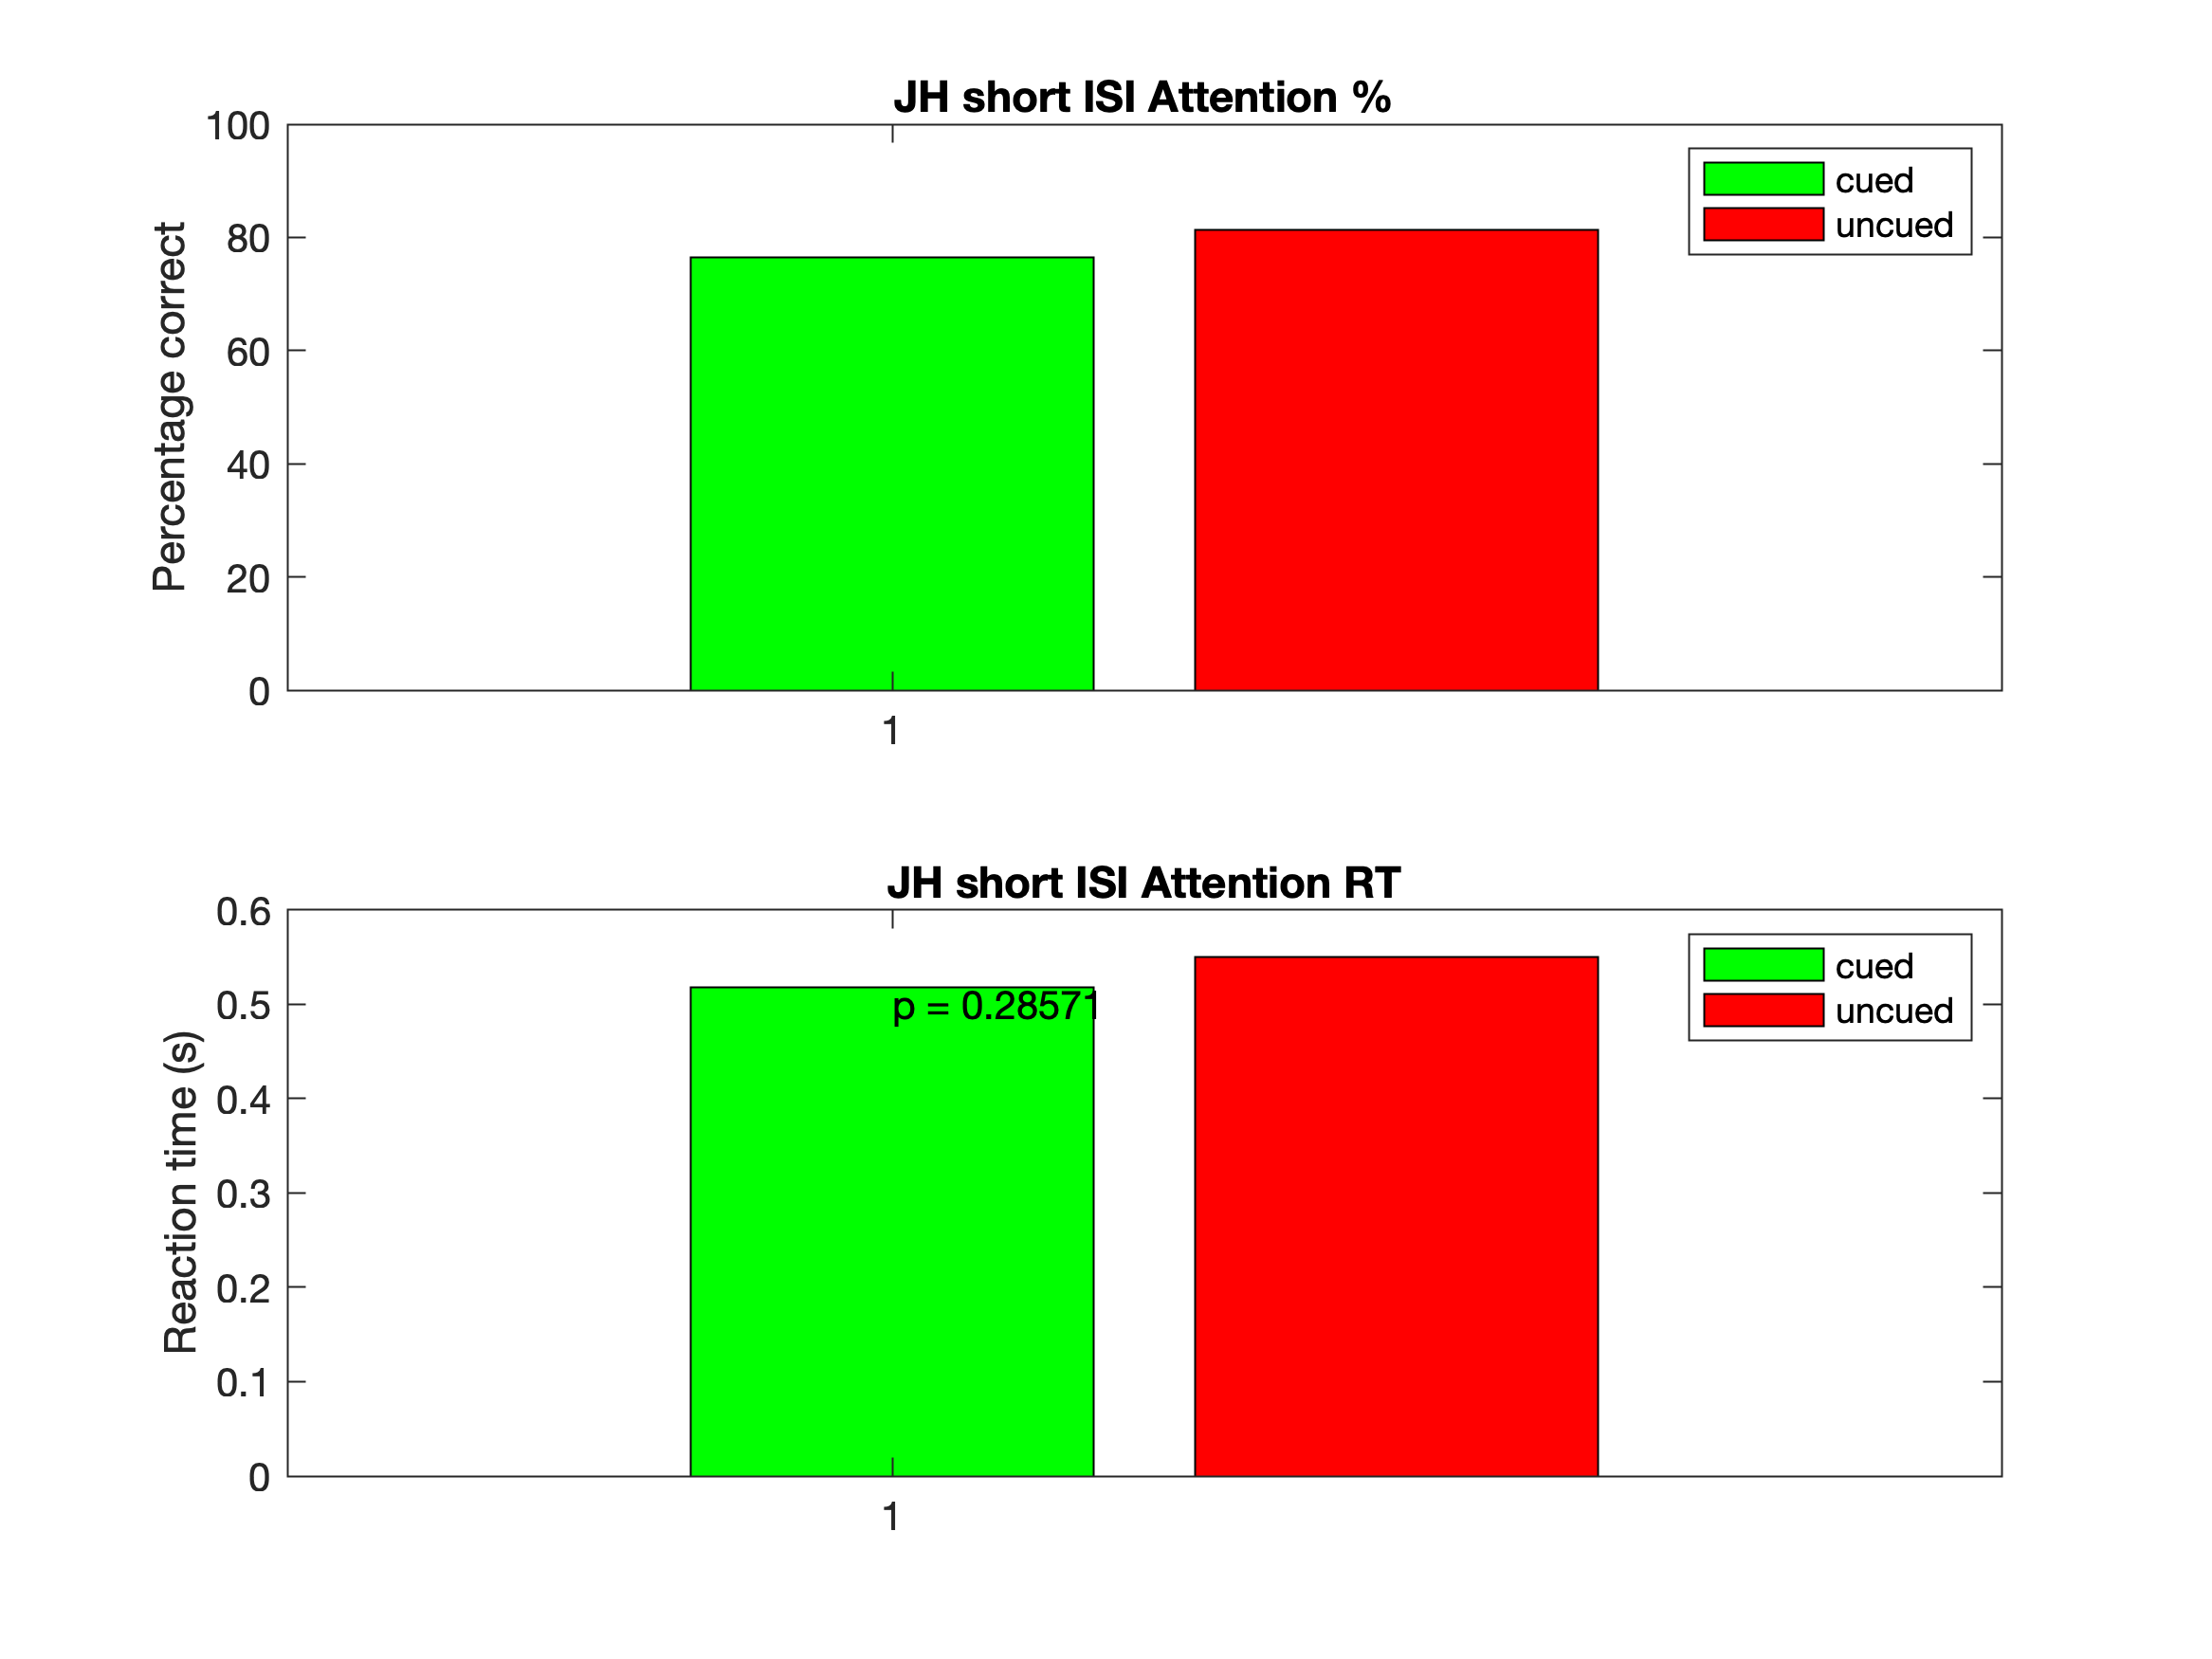 JH short ISI Attention %
100
80
60
40
20
0
Percentage correct
cued
uncued
1
JH short ISI Attention RT
0.6
0.5
0.4
0.3
0.2
0.1
0
Reaction time (s)
p = 0.28571
cued
uncued
1